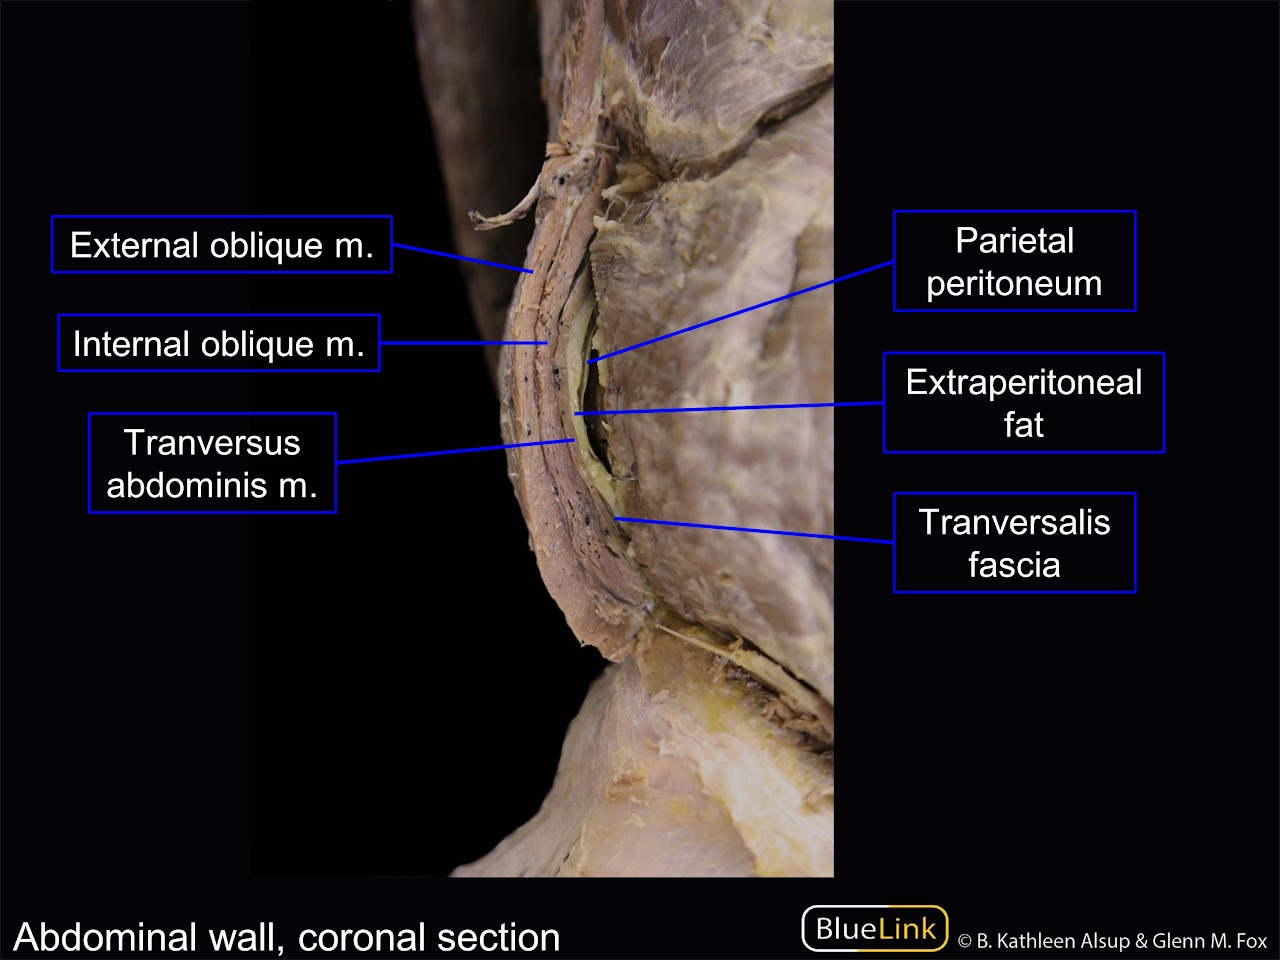 External oblique m.
Internal oblique m.
Tranversus
abdominis m.
Parietal
peritoneum
Extraperitoneal
fat
Tranversalis
fascia
Abdominal wall, coronal section
BlueLink
© B. Kathleen Alsup & Glenn M. Fox